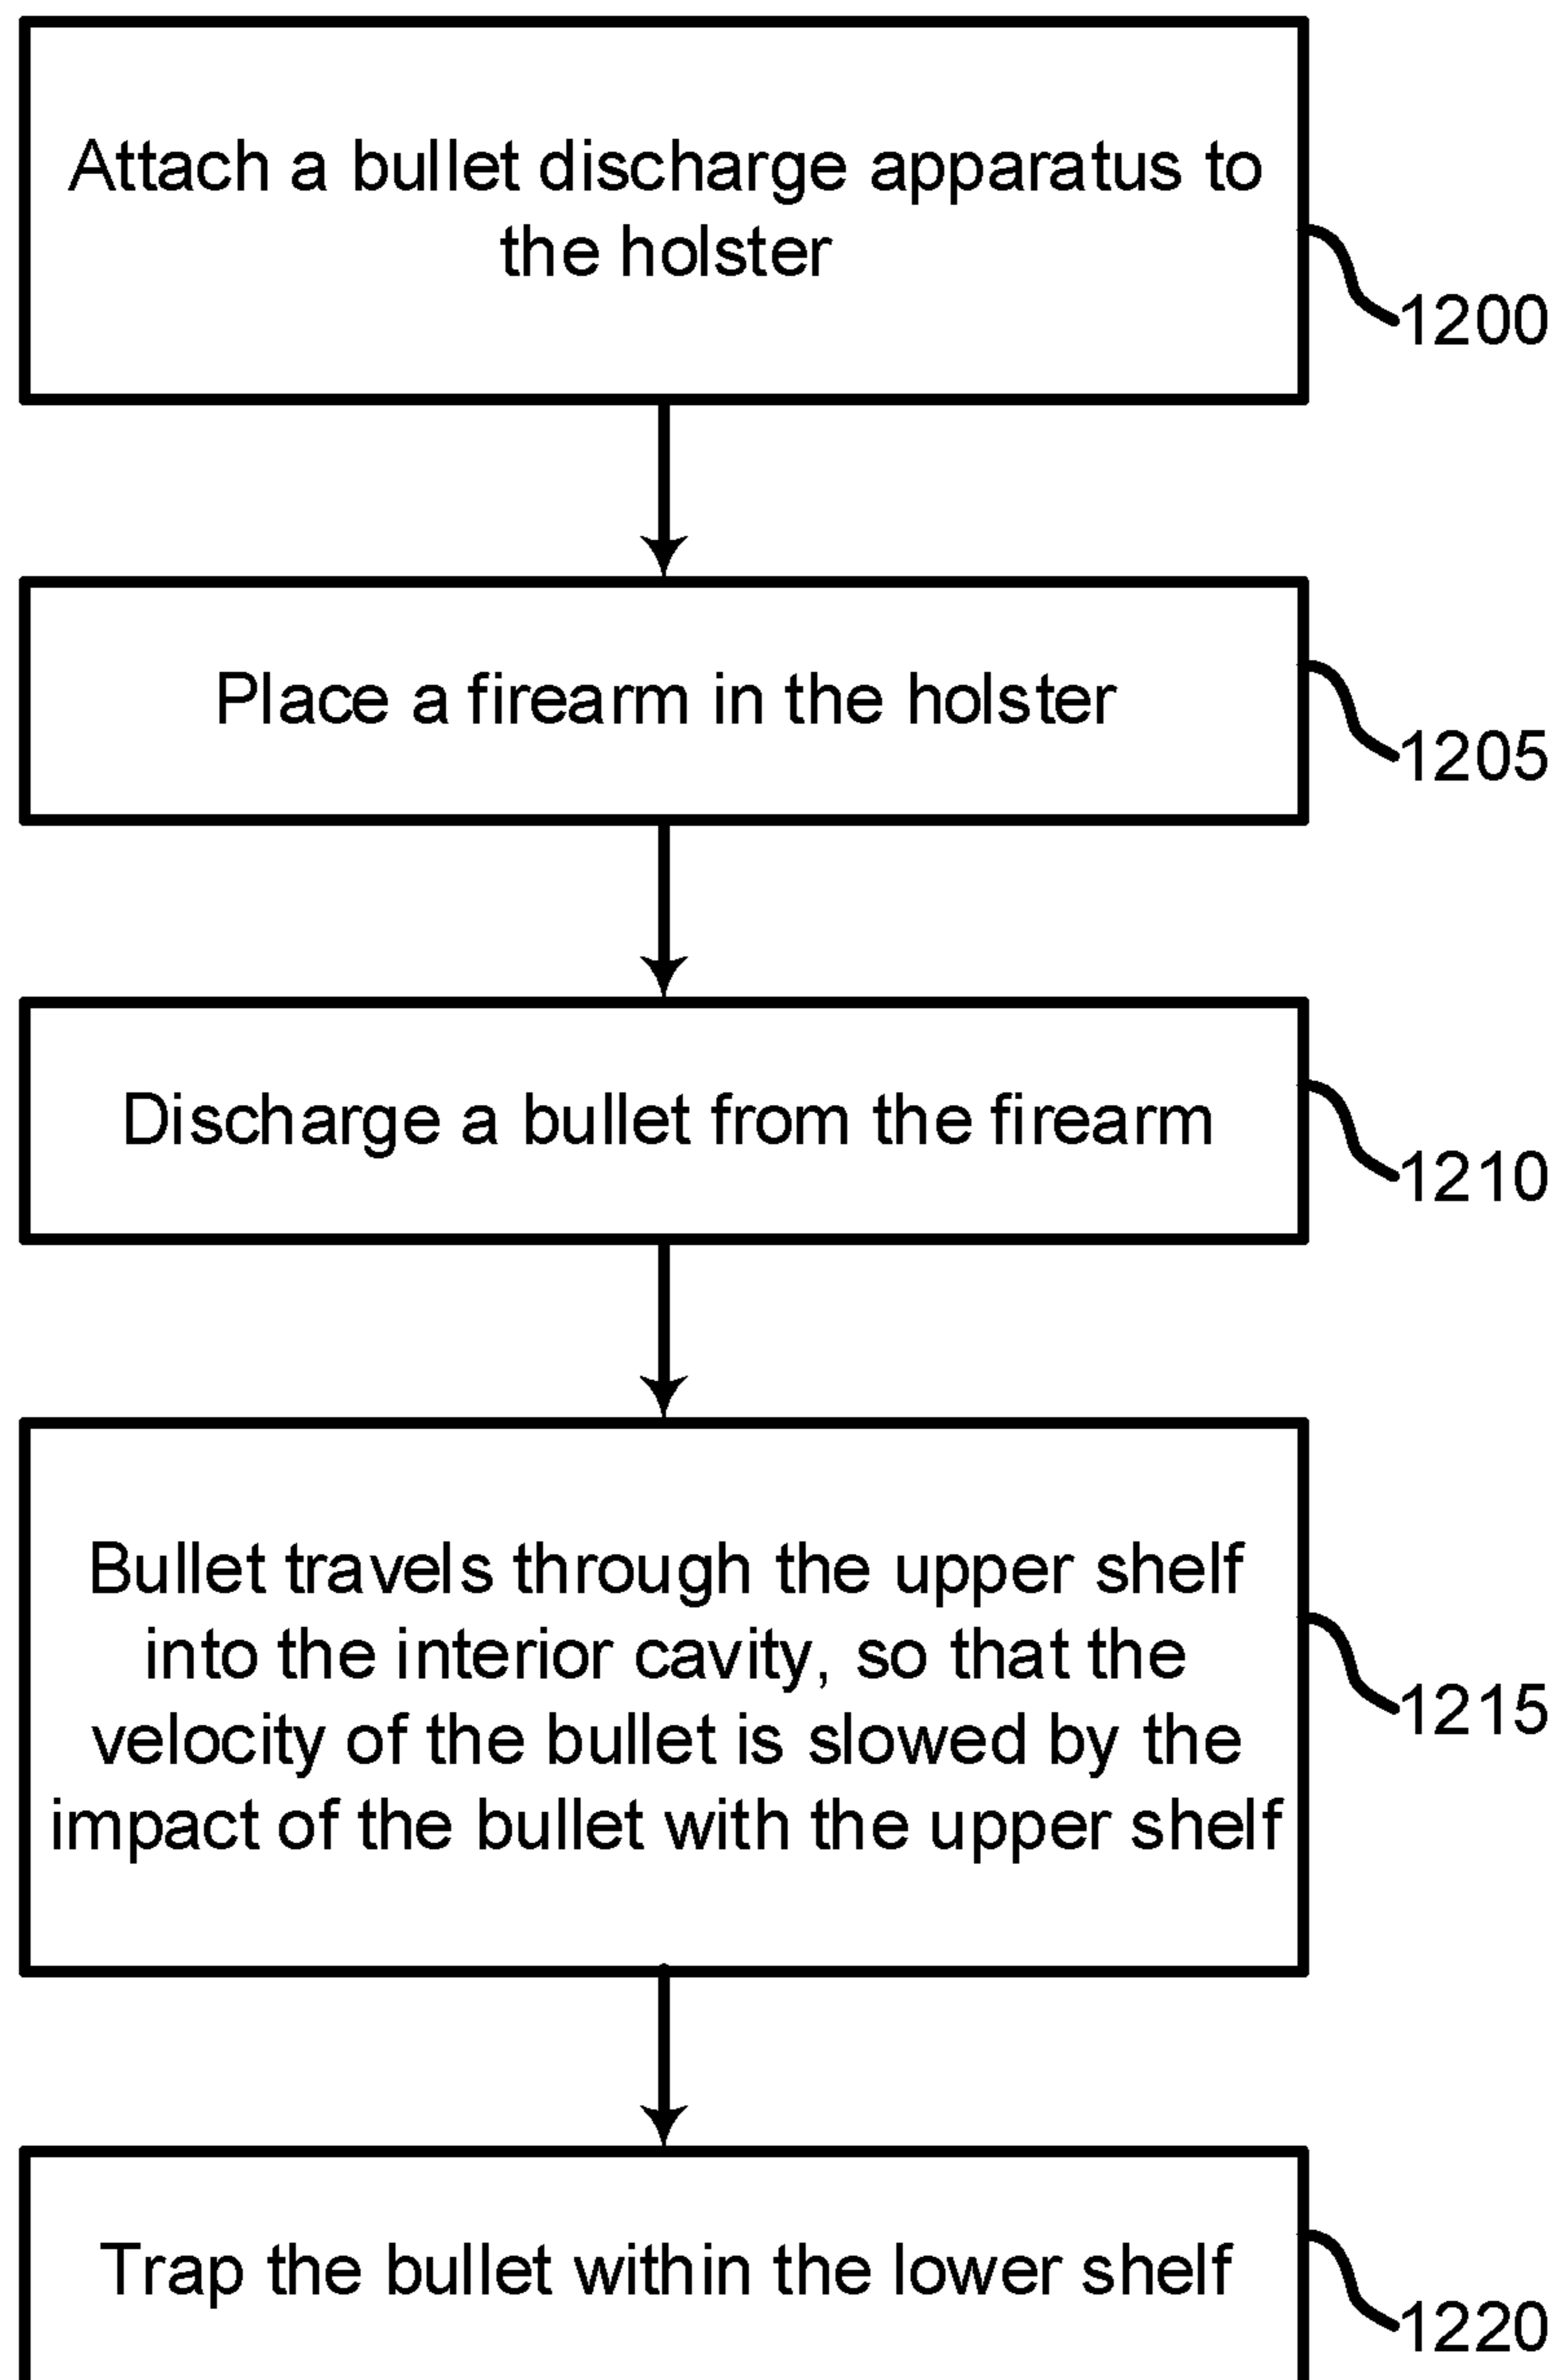 Attach a bullet discharge apparatus to
the holster
1200
Place a firearm in the holster
1205
Discharge a bullet from the firearm
1210
Bullet travels through the upper shelf
into the interior cavity, so that the
velocity of the bullet is slowed by the
impact of the bullet with the upper shelf
1215
Trap the bullet within the lower shelf
1220